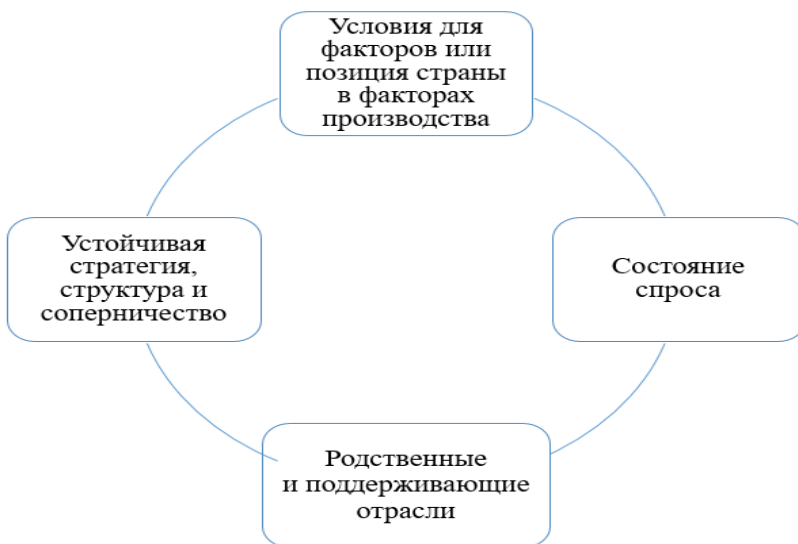 Условия для
факторов или
позиция страны
в факторах
производства
Устойчивая
стратегия,
структура и
соперничество
Состояние
спроса
Родственные
и поддерживающие
отрасли